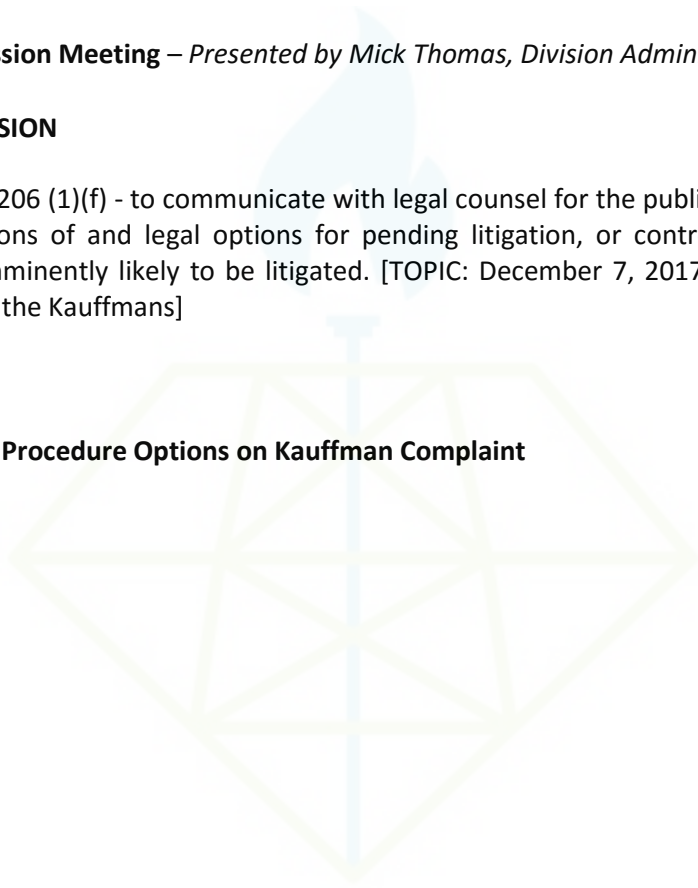 ssion Meeting – Presented by Mick Thomas, Division Admin
SION
206 (1)(f) - to communicate with legal counsel for the publi
ons of and legal options for pending litigation, or contr
minently likely to be litigated. [TOPIC: December 7, 2017
the Kauffmans]
Procedure Options on Kauffman Complaint